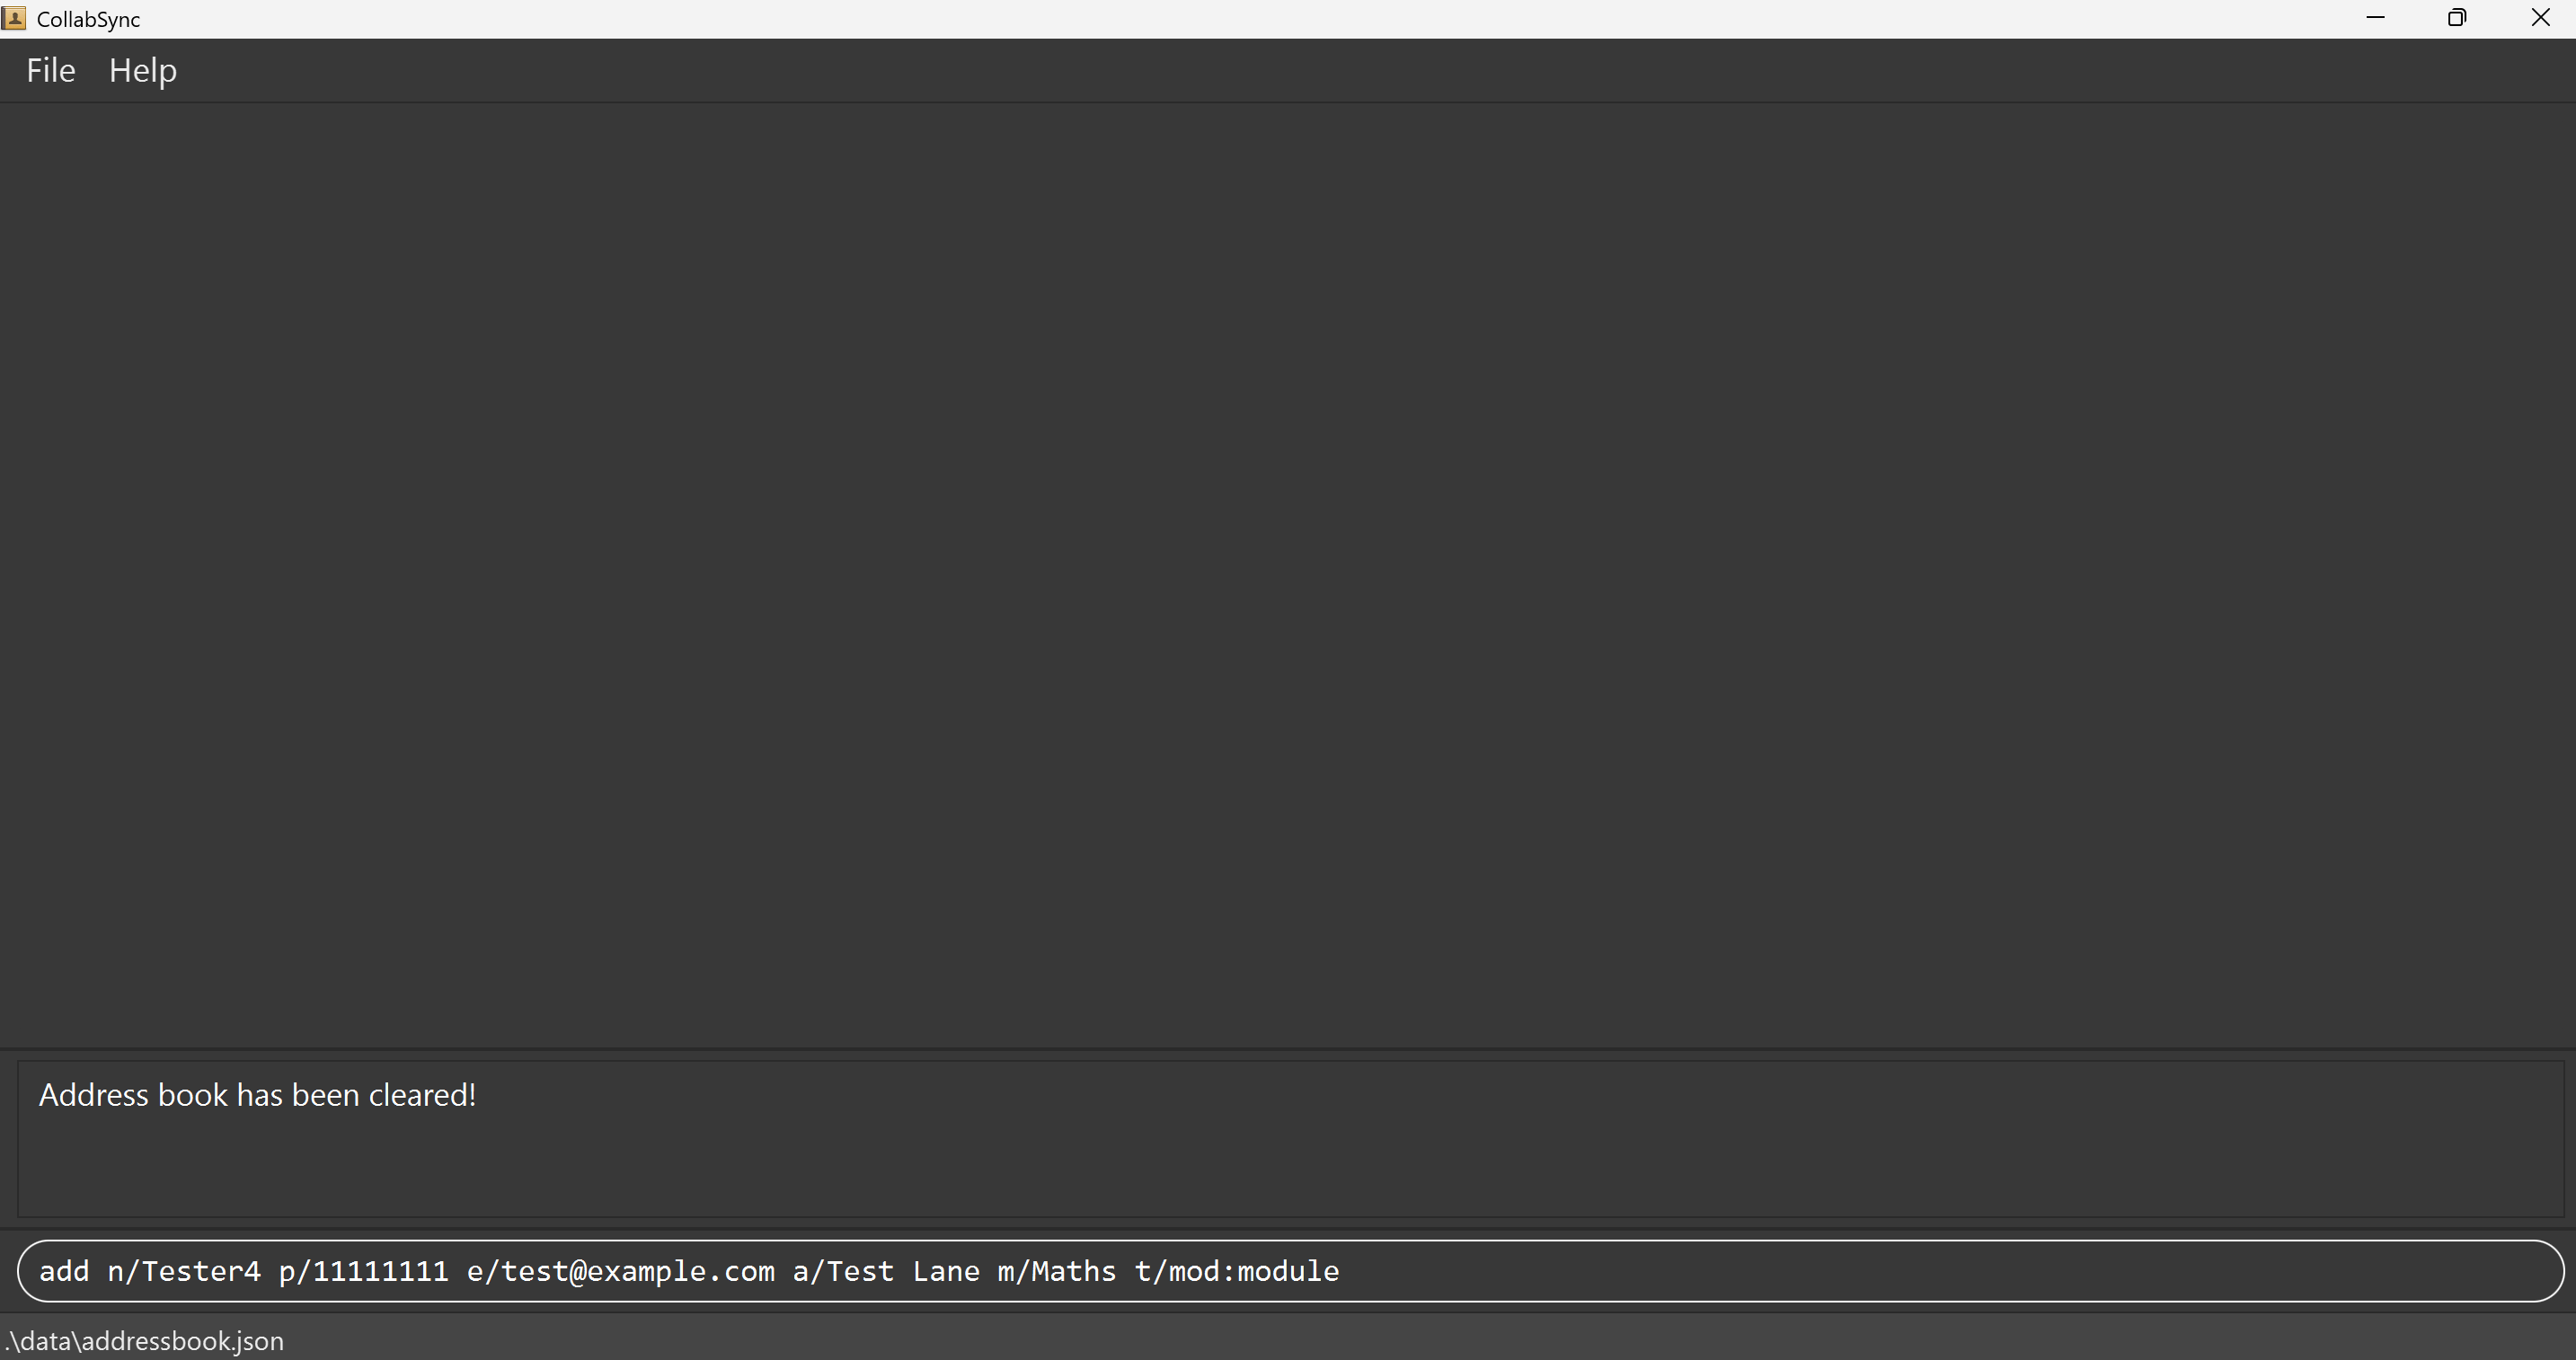 CollabSync
File Help
Address book has been cleared!
add n/Tester4 p/11111111 e/test@example.com a/Test Lane m/Maths t/mod:module
.\data\addressbook.json